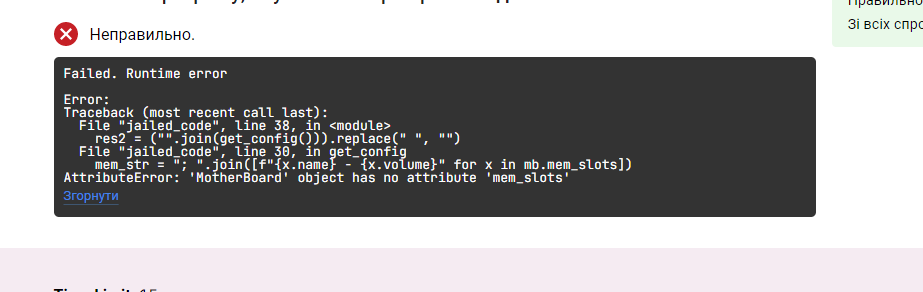 Неправильно.
Зі всіх спро
Failed. Runtime error
Error:
Traceback (most recent call last):
  File "jailed_code", line 38, in <module>
    res2 = ("".join(get_config())).replace(" ", "")
  File "jailed_code", line 30, in get_config
    mem_str = "; ".join([f"{x.name} - {x.volume}" for x in mb.mem_slots])
AttributeError: 'MotherBoard' object has no attribute 'mem_slots'
Згорнути